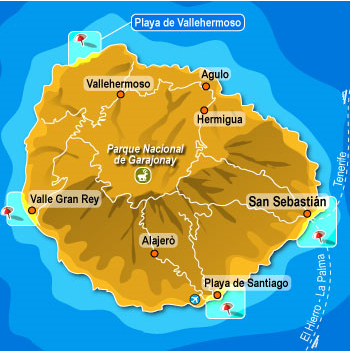 Playa de Vallehermoso
Agulo
Vallehermoso
Hermigua
Parque Nacional
de Garajonay
Tenerife
Valle Gran Rey
San Sebastián
Alajeró
Playa de Santiago
El Hierro - La Palma